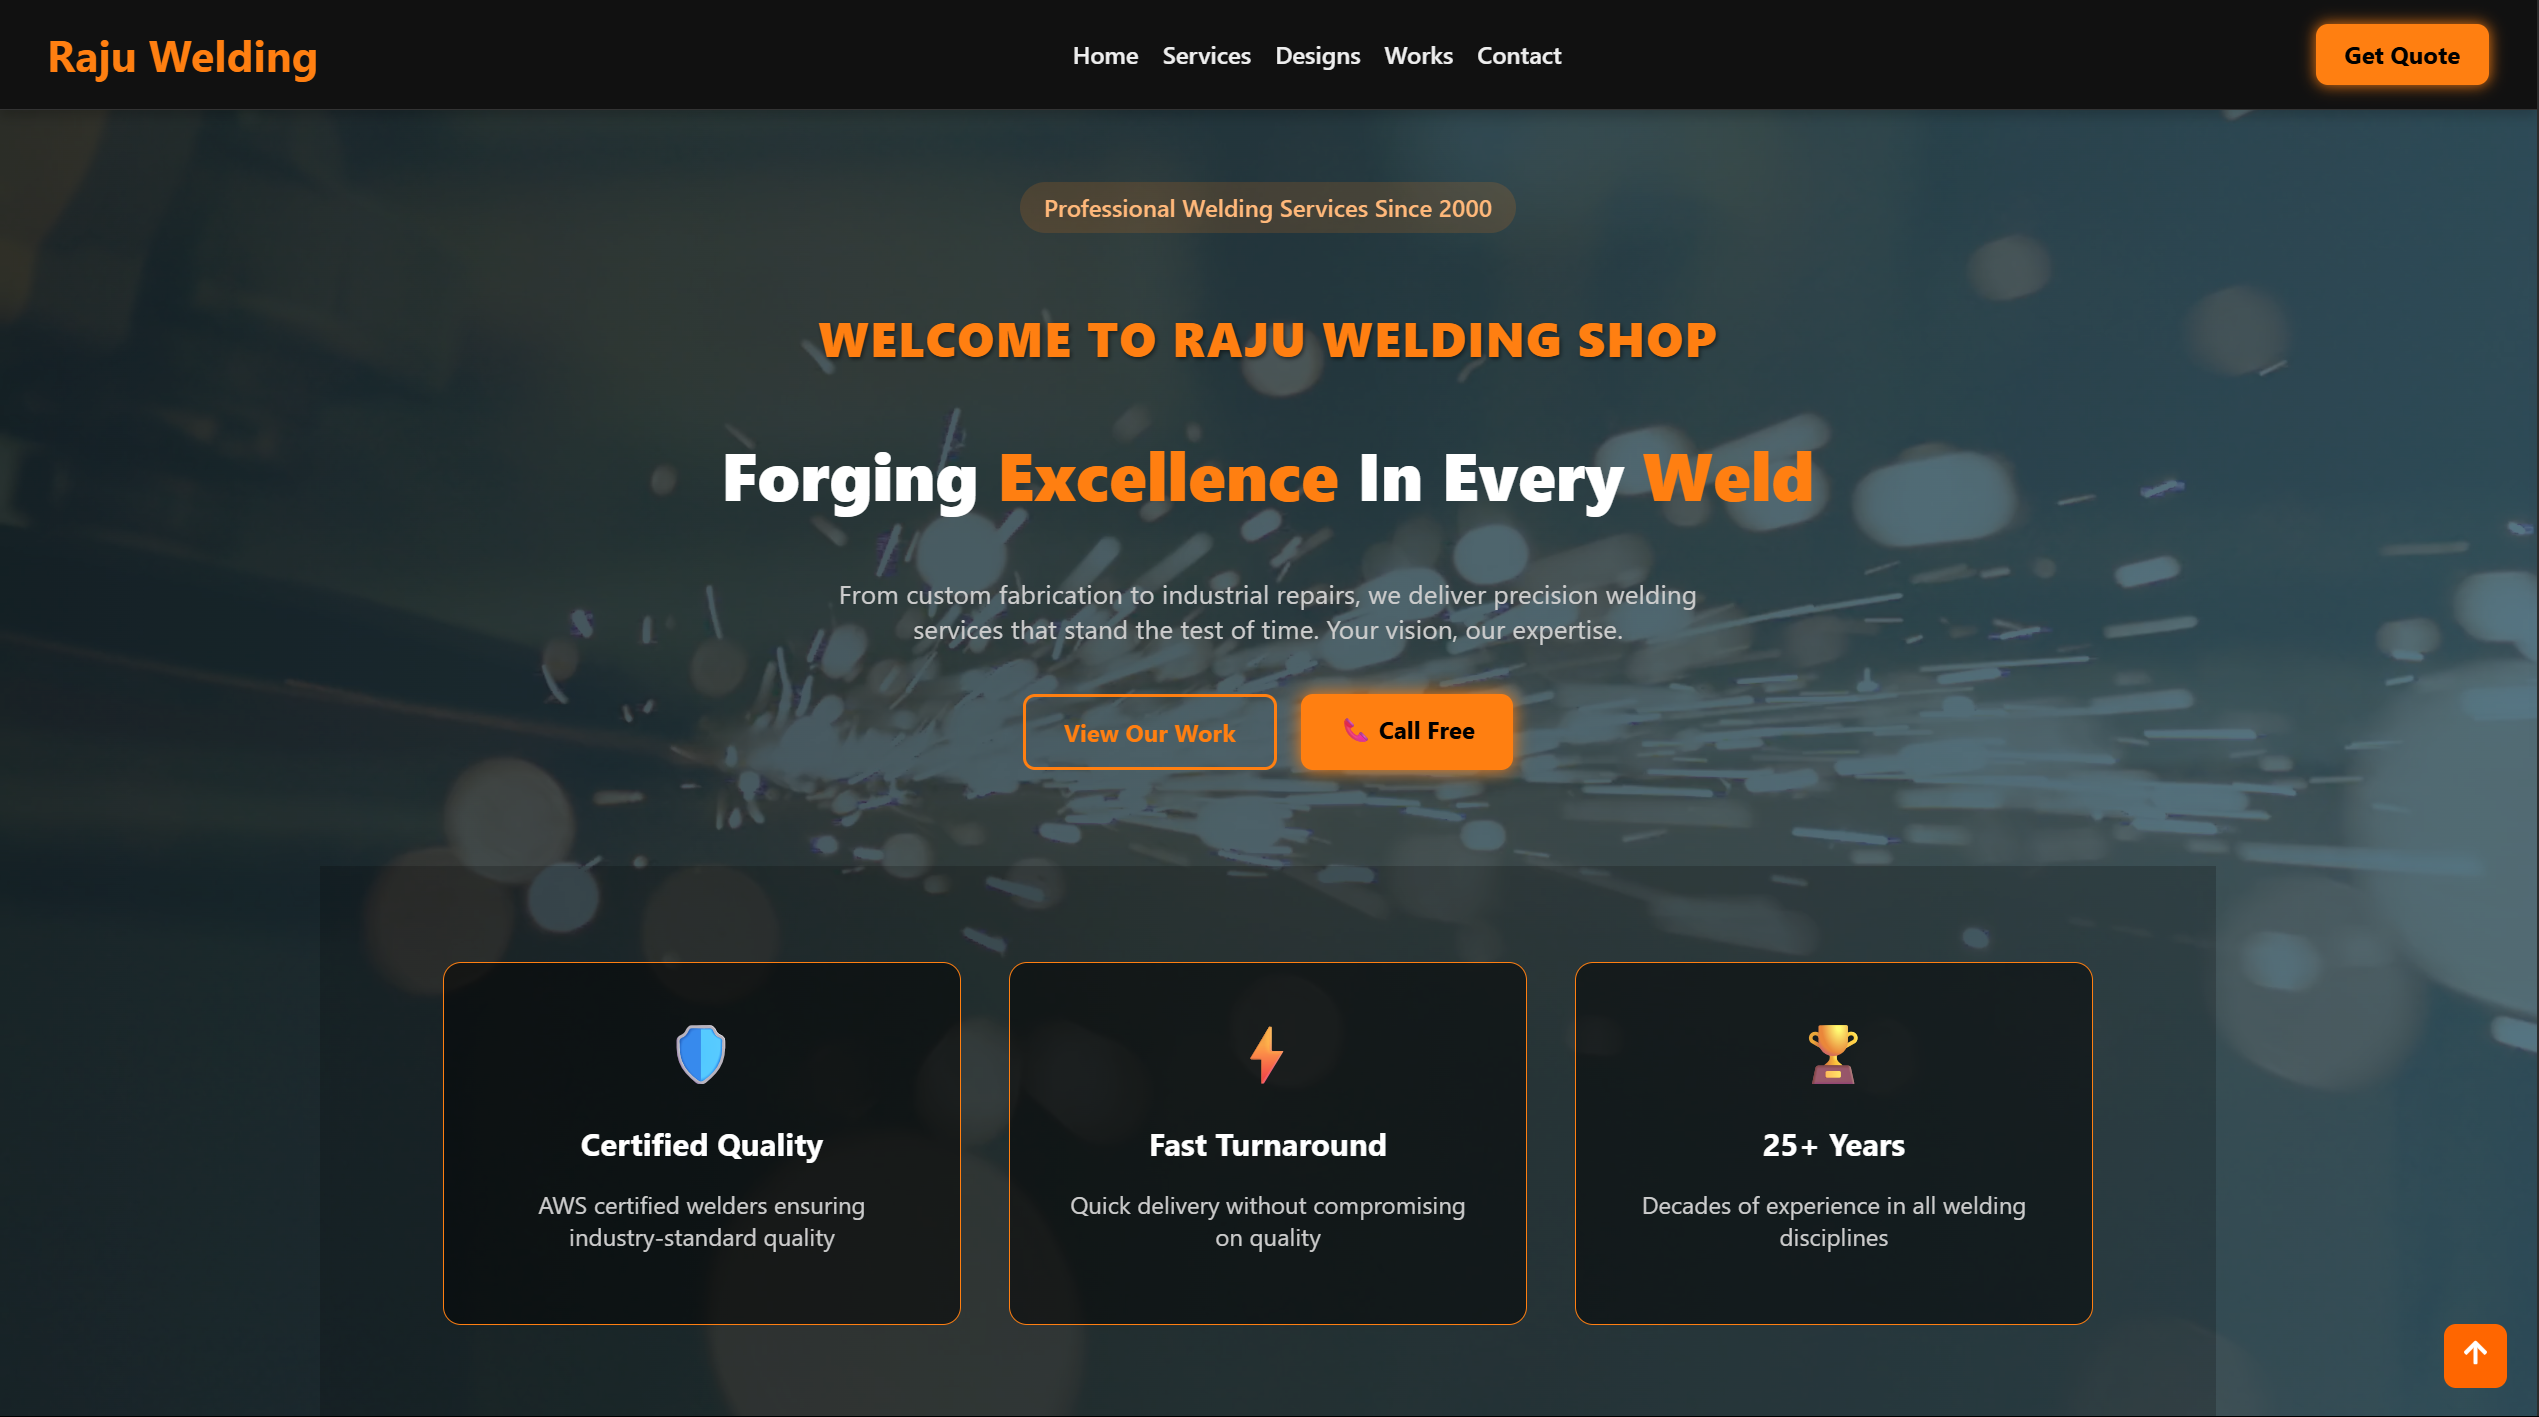 Raju Welding
Home Services Designs Works Contact
Get Quote
Professional Welding Services Since 2000
WELCOME TO RAJU WELDING SHOP
Forging Excellence In Every Weld
From custom fabrication to industrial repairs, we deliver precision welding
services that stand the test of time. Your vision, our expertise.
View Our Work
Call Free
Certified Quality
AWS certified welders ensuring
industry-standard quality
Fast Turnaround
Quick delivery without compromising
on quality
25+ Years
Decades of experience in all welding
disciplines